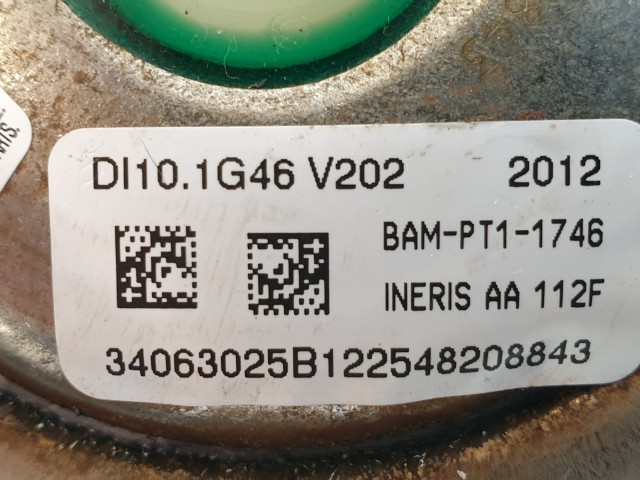 DI10.1G46 V202 2012
BAM-PT1-1746
INERIS AA 112F
34063025B122548208843